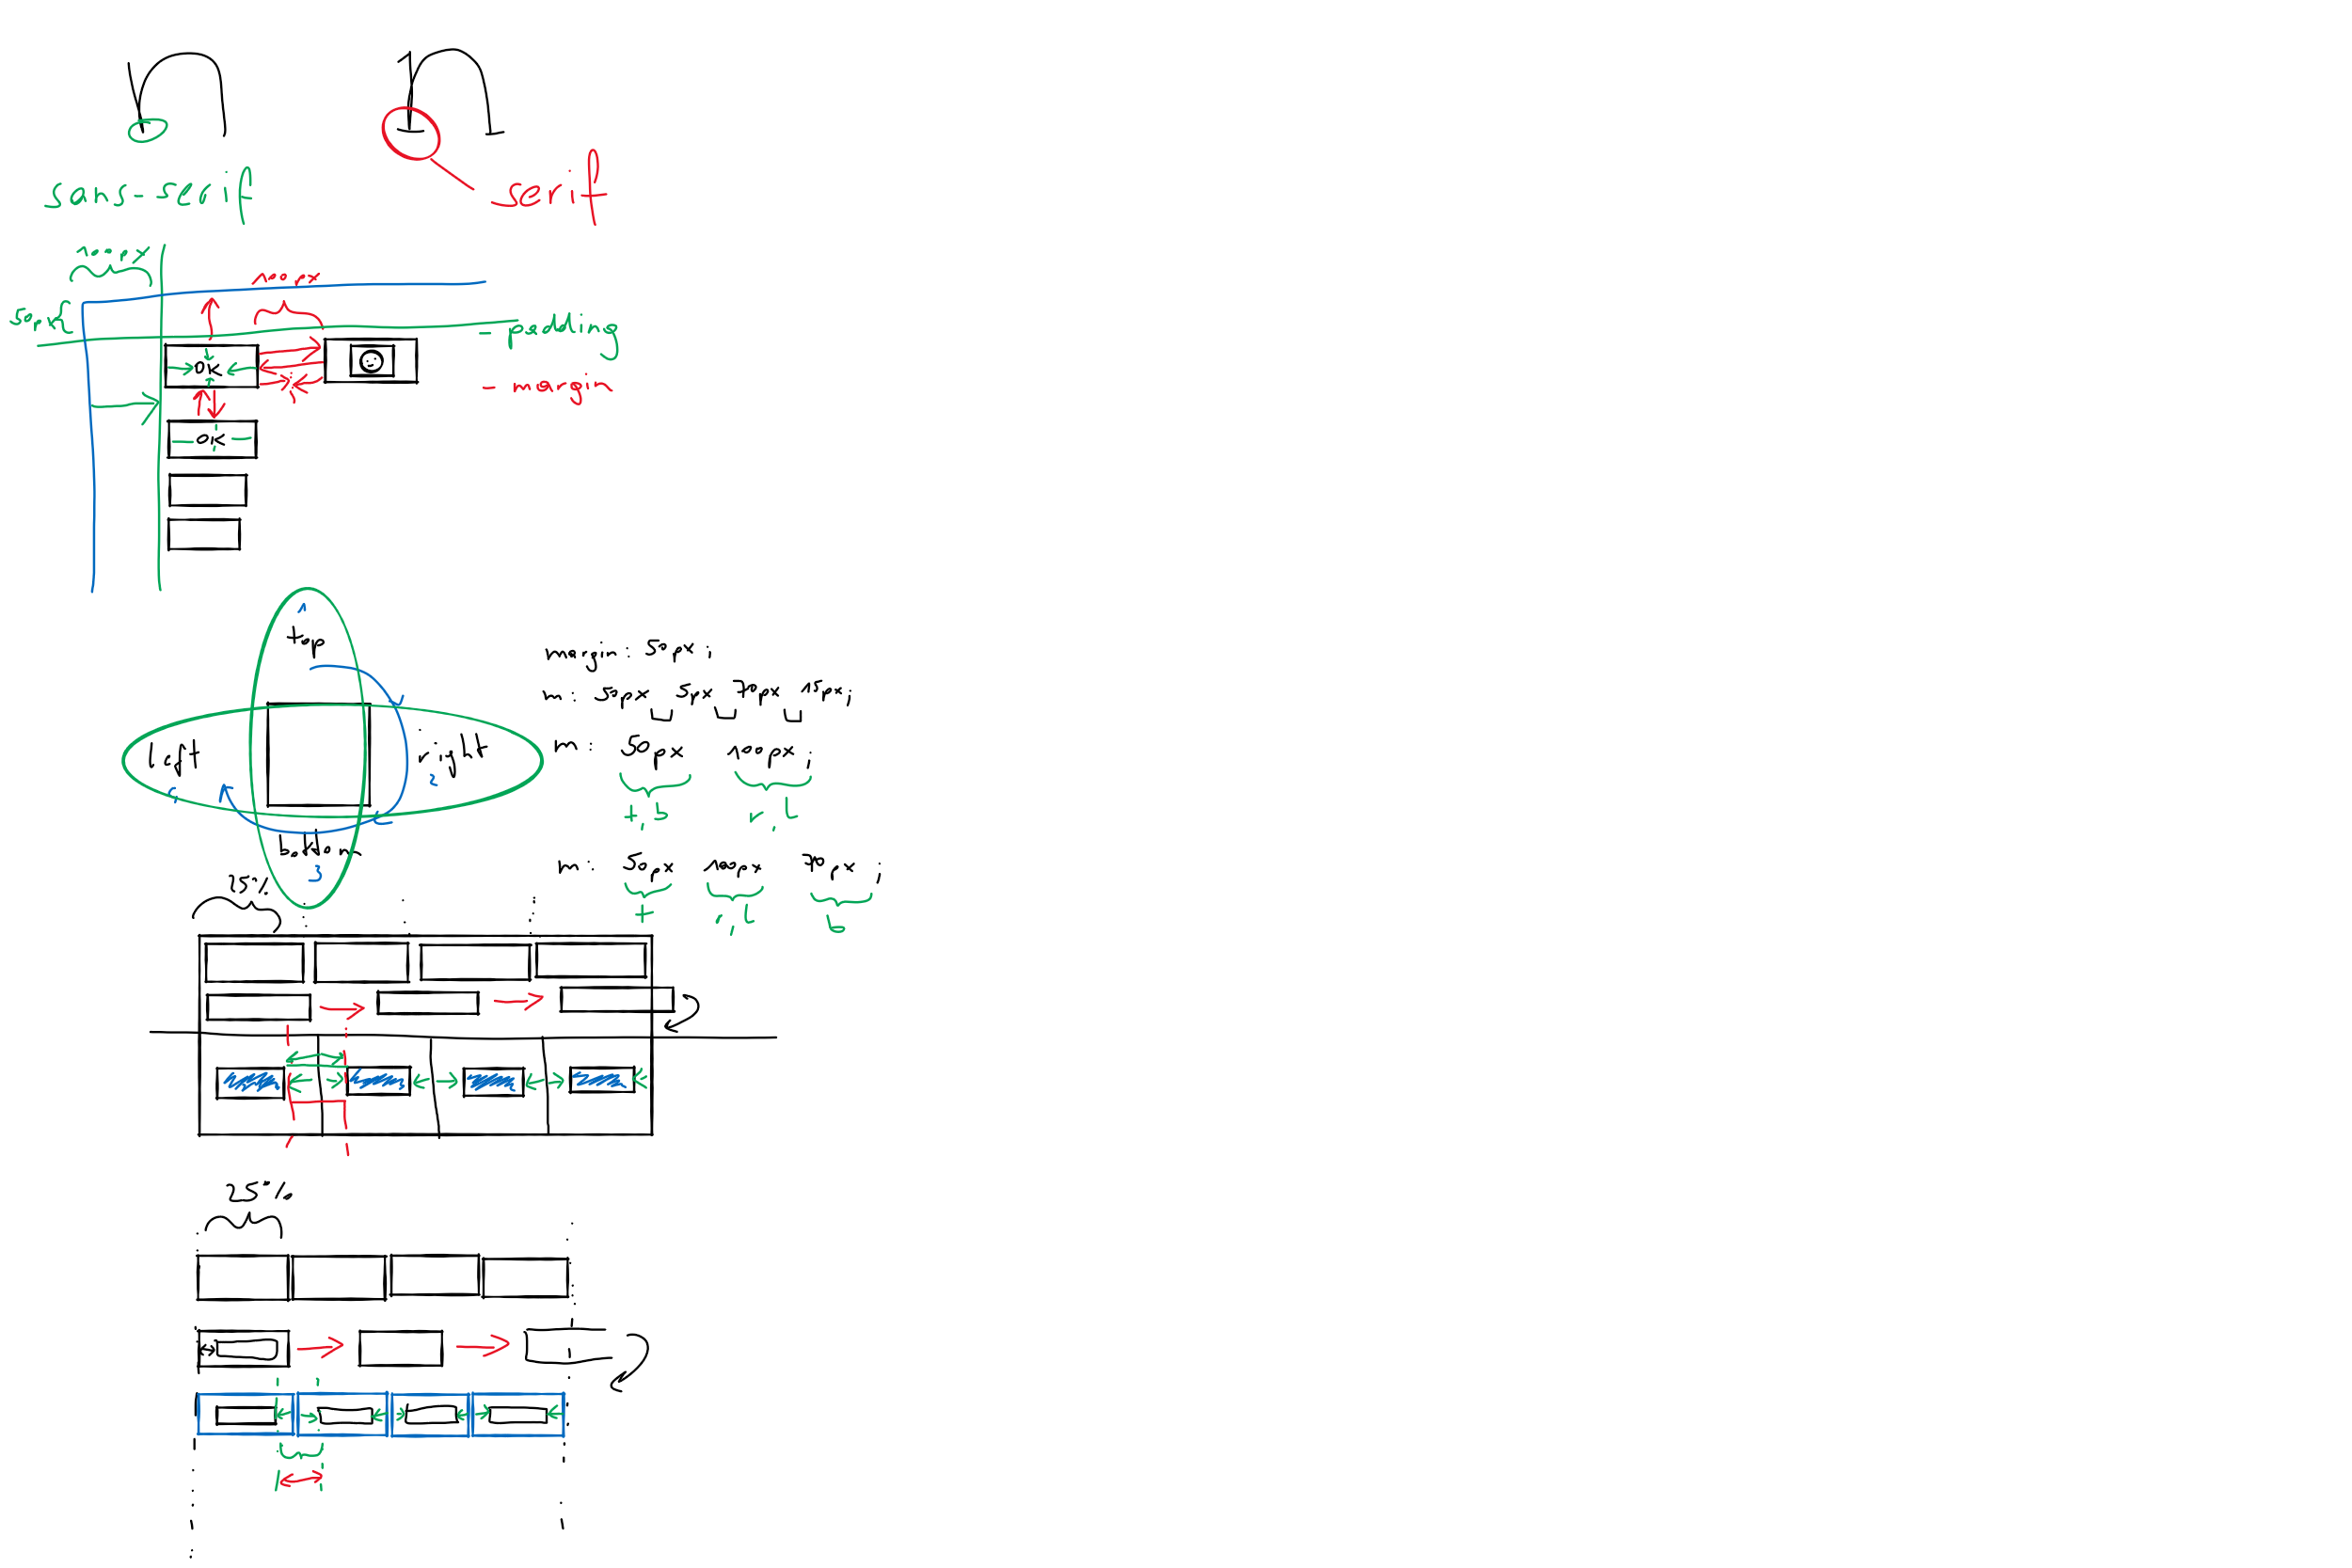 sans-serif
serif
100px
100px
50px
- padding
- margin
OK
OK
1
top
left
right
2
bottom
3
margin: 50px;
m: 50px 5px 70px 15px;
m: 50px 100px;
t, b r, l
m: 50px 100px 70px;
t r, l b
25%
25%